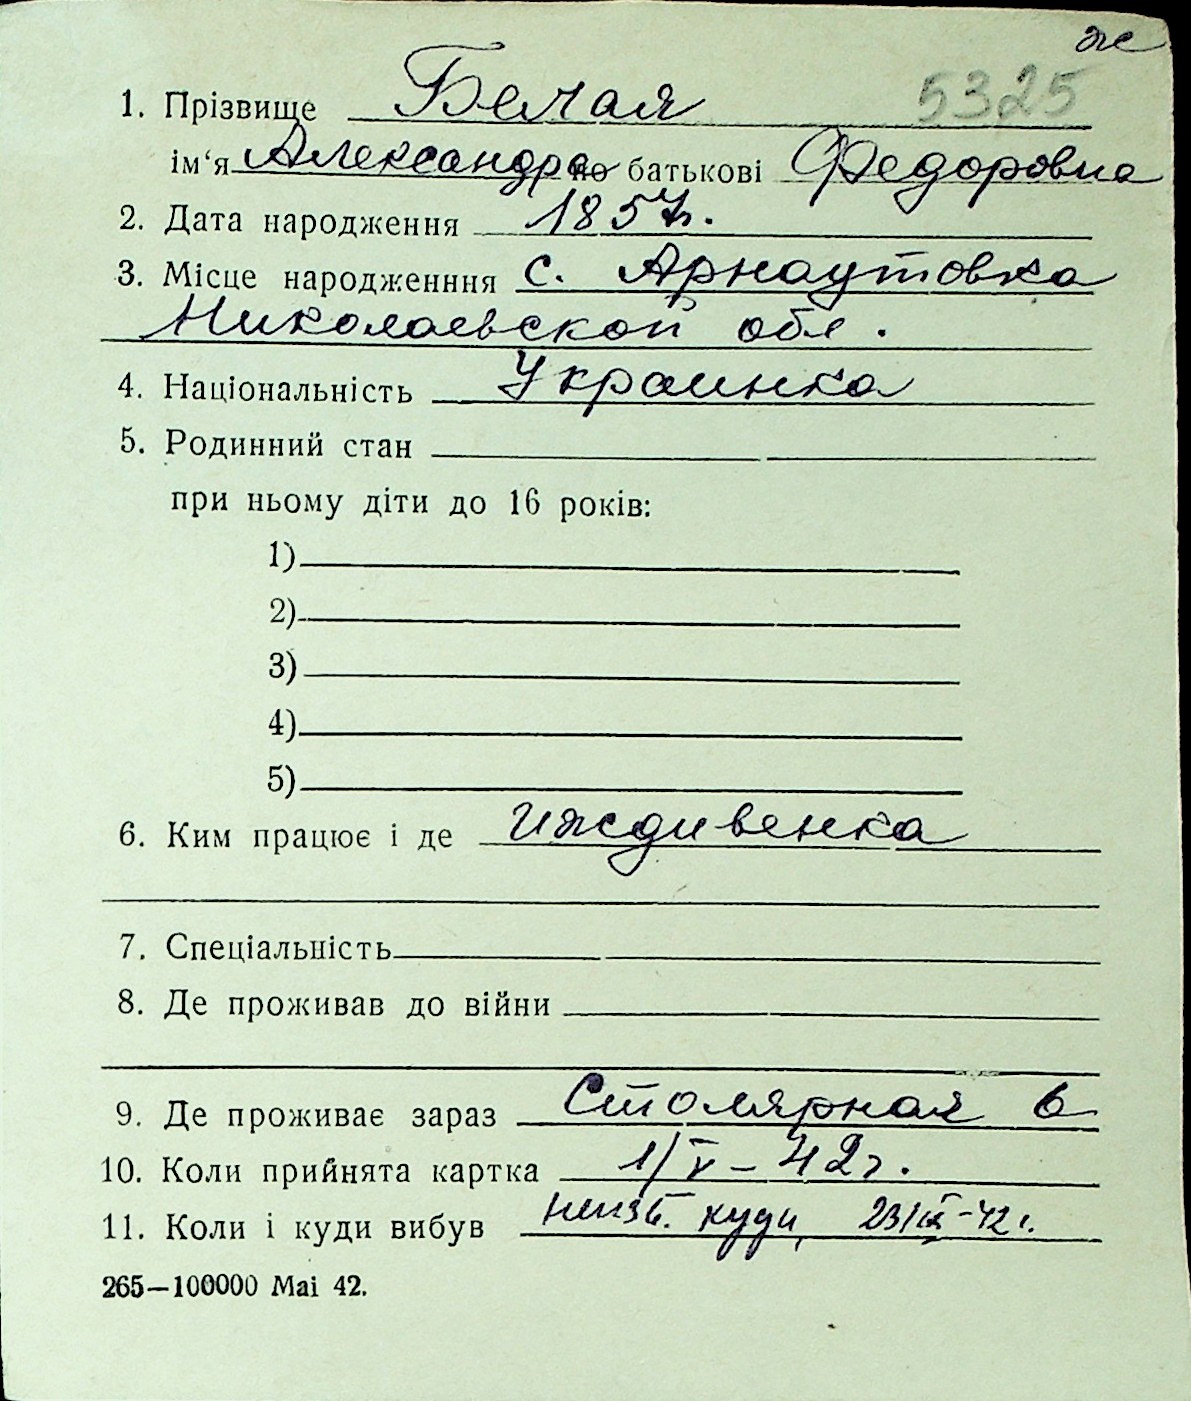 ж
5325
1. Прізвище Белая
ім‘я Александра по батькові Федоровна
2. Дата народження 1857г.
3. Місце народженння с. Арнаутовка
Николаевской обл.
4. Національність Украинка
5. Родинний стан
при ньому діти до 16 років:
1)
2)
3)
4)
5)
6. Ким працює і де иждивенка
7. Спеціальність
8. Де проживав до війни
9. Де проживає зараз Столярная 6
10. Коли прийнята картка 1/V – 42г.
11. Коли і куди вибув неизв. куди, 23/IX-42г.
265—100000 Mai 42.